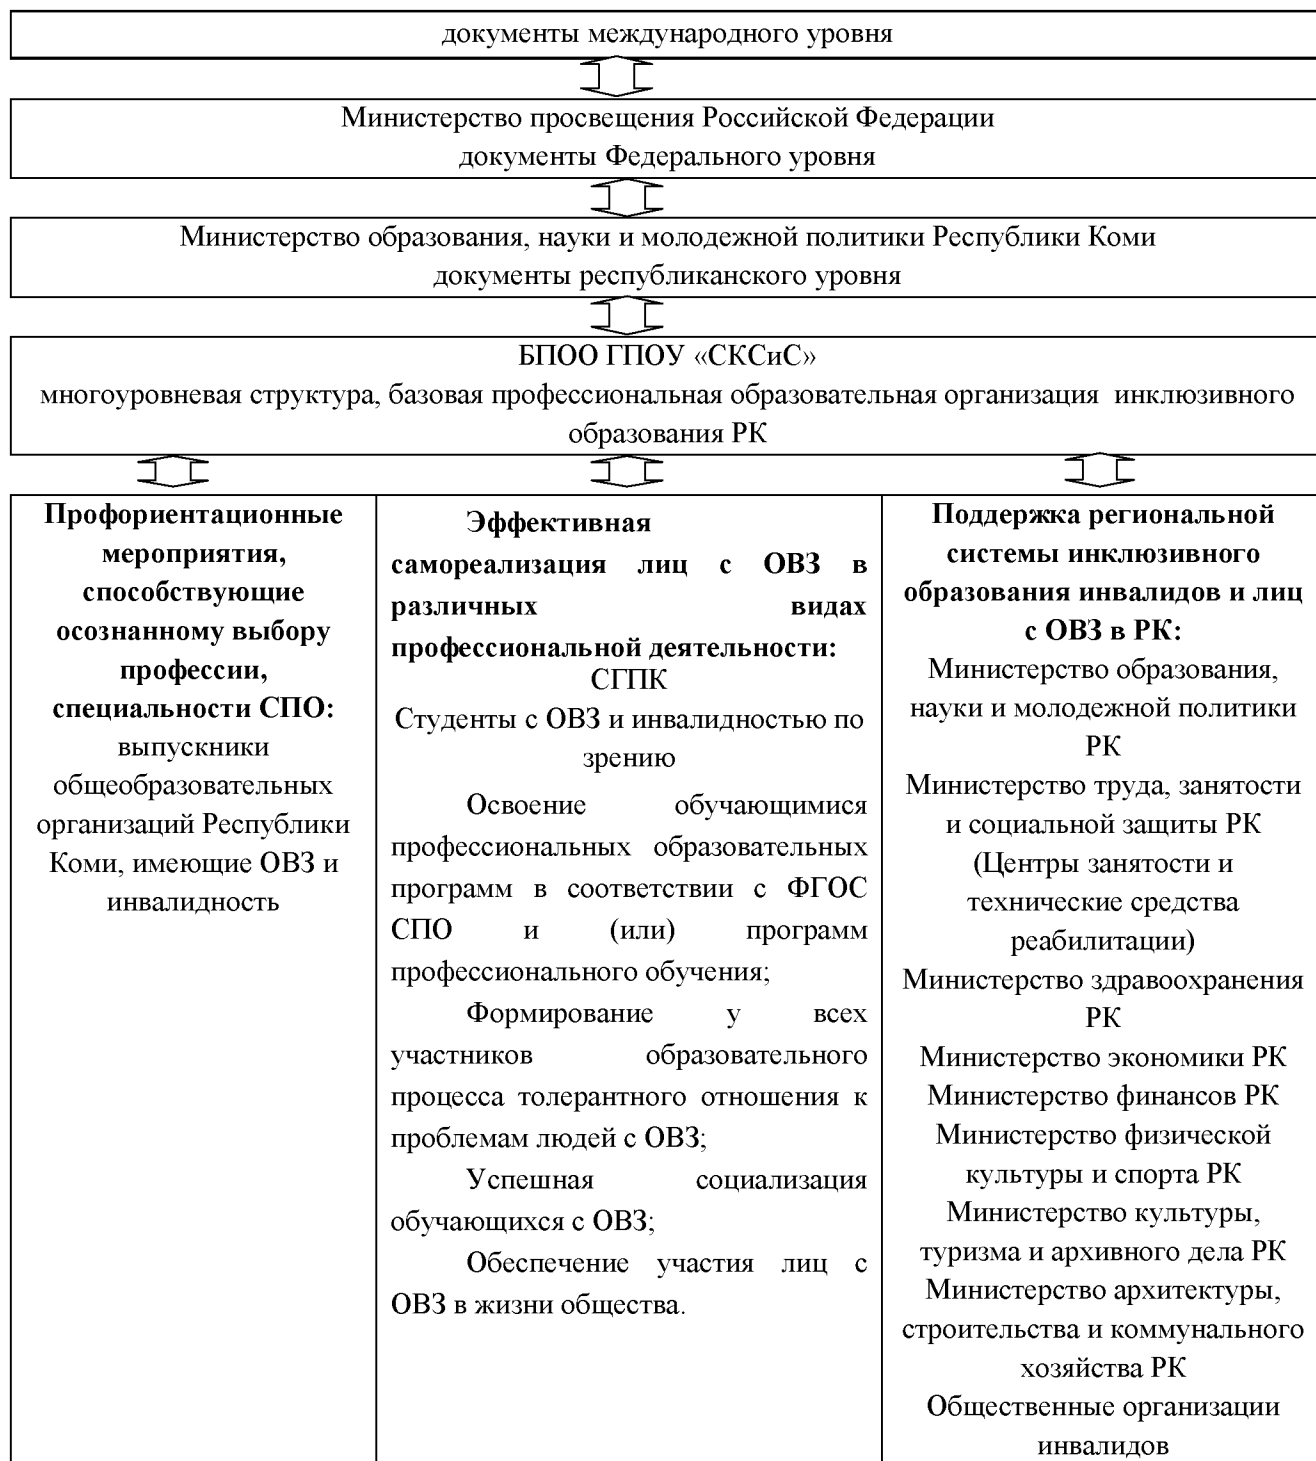 документы международного уровня
Министерство просвещения Российской Федерации
документы Федерального уровня
Министерство образования, науки и молодежной политики Республики Коми
документы республиканского уровня
БПОО ГПОУ «СКСиС»
многоуровневая структура, базовая профессиональная образовательная организация инклюзивного
образования РК
Профориентационные
мероприятия,
способствующие
осознанному выбору
профессии,
специальности СПО:
выпускники
общеобразовательных
организаций Республики
Коми, имеющие ОВЗ и
инвалидность
Эффективная
самореализация лиц с ОВЗ в
различных видах
профессиональной деятельности:
СГПК
Студенты с ОВЗ и инвалидностью по
зрению
Освоение обучающимися
профессиональных образовательных
программ в соответствии с ФГОС
СПО и (или) программ
профессионального обучения;
Формирование у всех
участников образовательного
процесса толерантного отношения к
проблемам людей с ОВЗ;
Успешная социализация
обучающихся с ОВЗ;
Обеспечение участия лиц с
ОВЗ в жизни общества.
Поддержка региональной
системы инклюзивного
образования инвалидов и лиц
с ОВЗ в РК:
Министерство образования,
науки и молодежной политики
РК
Министерство труда, занятости
и социальной защиты РК
(Центры занятости и
технические средства
реабилитации)
Министерство здравоохранения
РК
Министерство экономики РК
Министерство финансов РК
Министерство физической
культуры и спорта РК
Министерство культуры,
туризма и архивного дела РК
Министерство архитектуры,
строительства и коммунального
хозяйства РК
Общественные организации
инвалидов